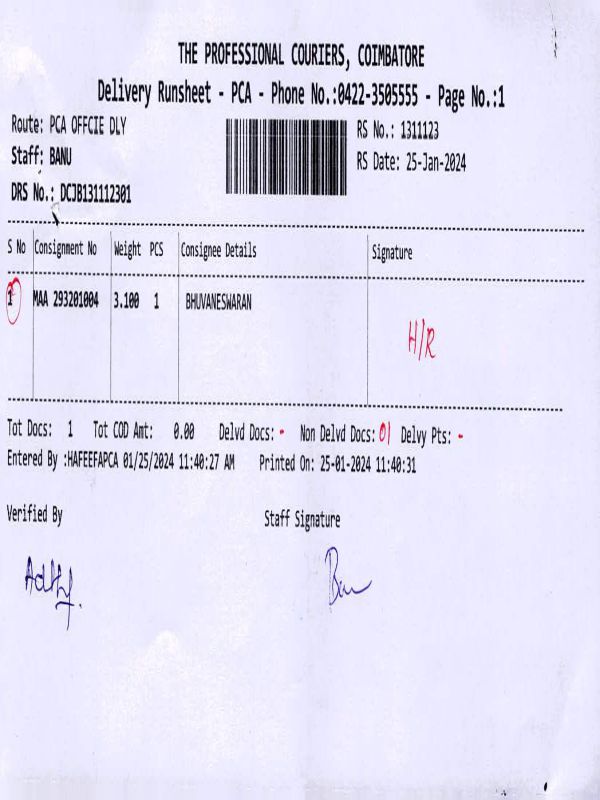 THE PROFESSIONAL COURIERS, COIMBATORE
Delivery Runsheet - PCA - Phone No.:0422-3505555 - Page No.:1
Route: PCA OFFCIE DLY
RS No.: 1311123
Staff: BANU
RS Date: 25-Jan-2024
DRS No.: DCJB131112301
S No Consignment No Weight PCS Consignee Details Signature
1 MAA 293201004 3.100 1 BHUVANESWARAN
H/R
Tot Docs: 1 Tot COD Amt: 0.00 Delvd Docs: - Non Delvd Docs: 01 Delvy Pts: -
Entered By :HAFEEFAPCA 01/25/2024 11:40:27 AM Printed On: 25-01-2024 11:40:31
Verified By Staff Signature